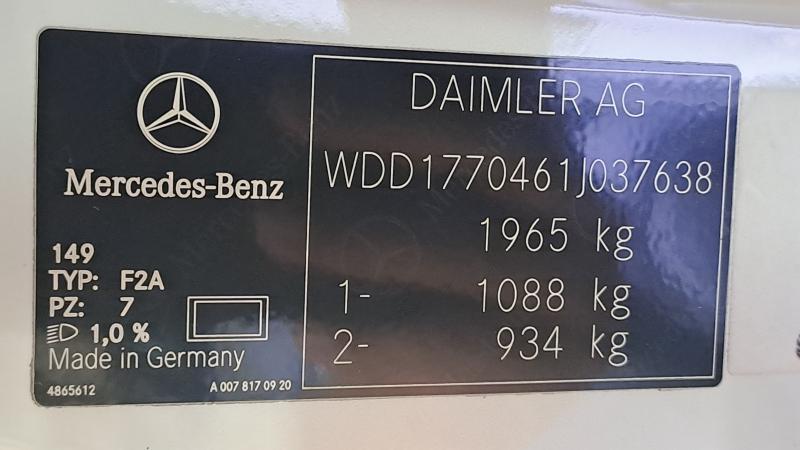 Mercedes-Benz
149
TYP: F2A
PZ: 7
1,0 %
Made in Germany
4865612
A 007 817 09 20
DAIMLER AG
WDD1770461J037638
1965 kg
1- 1088 kg
2- 934 kg